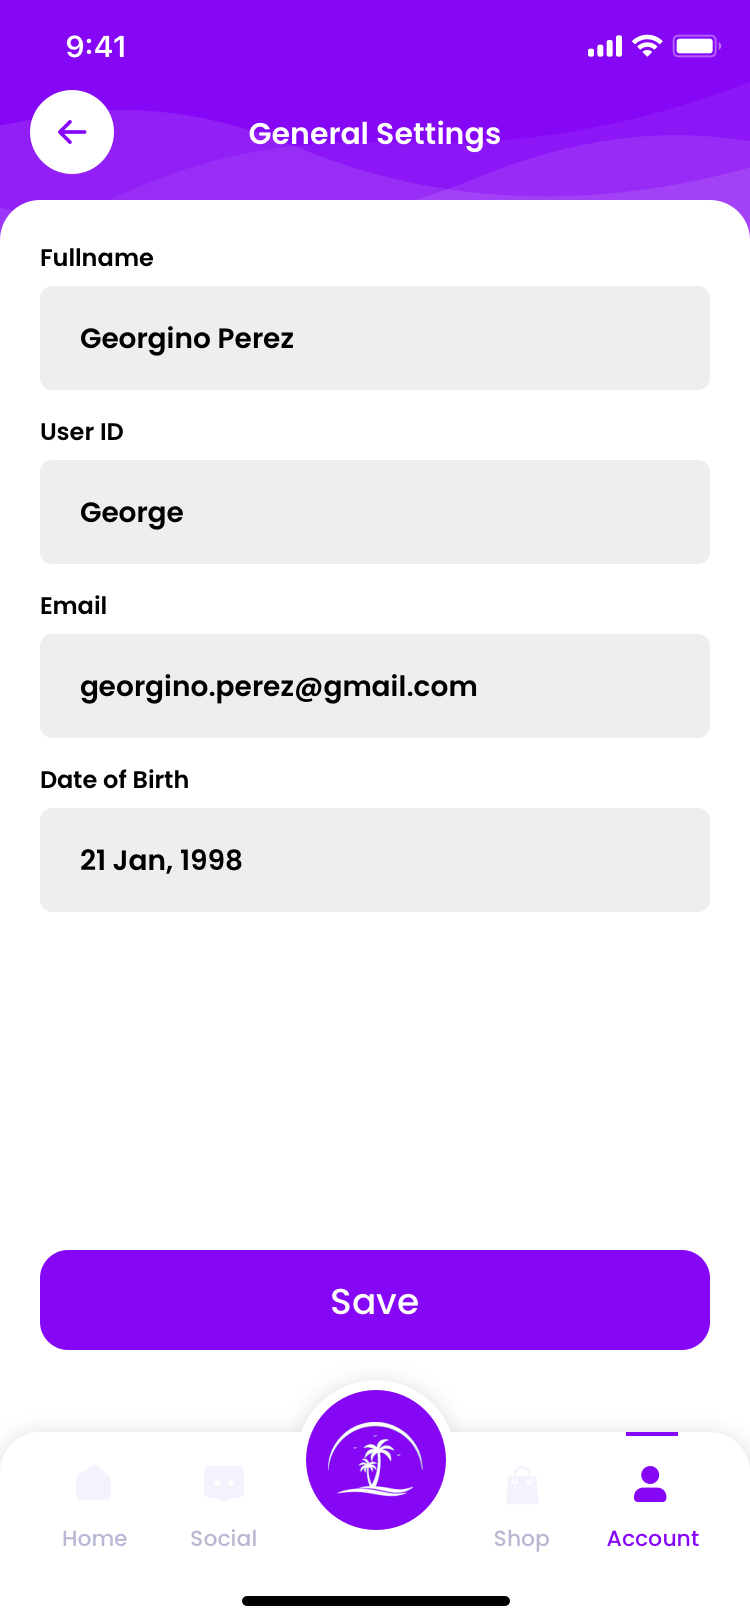 9:41
General Settings
Fullname
Georgino Perez
User ID
George
Email
georgino.perez@gmail.com
Date of Birth
21 Jan, 1998
Save
Home
Social
Shop
Account